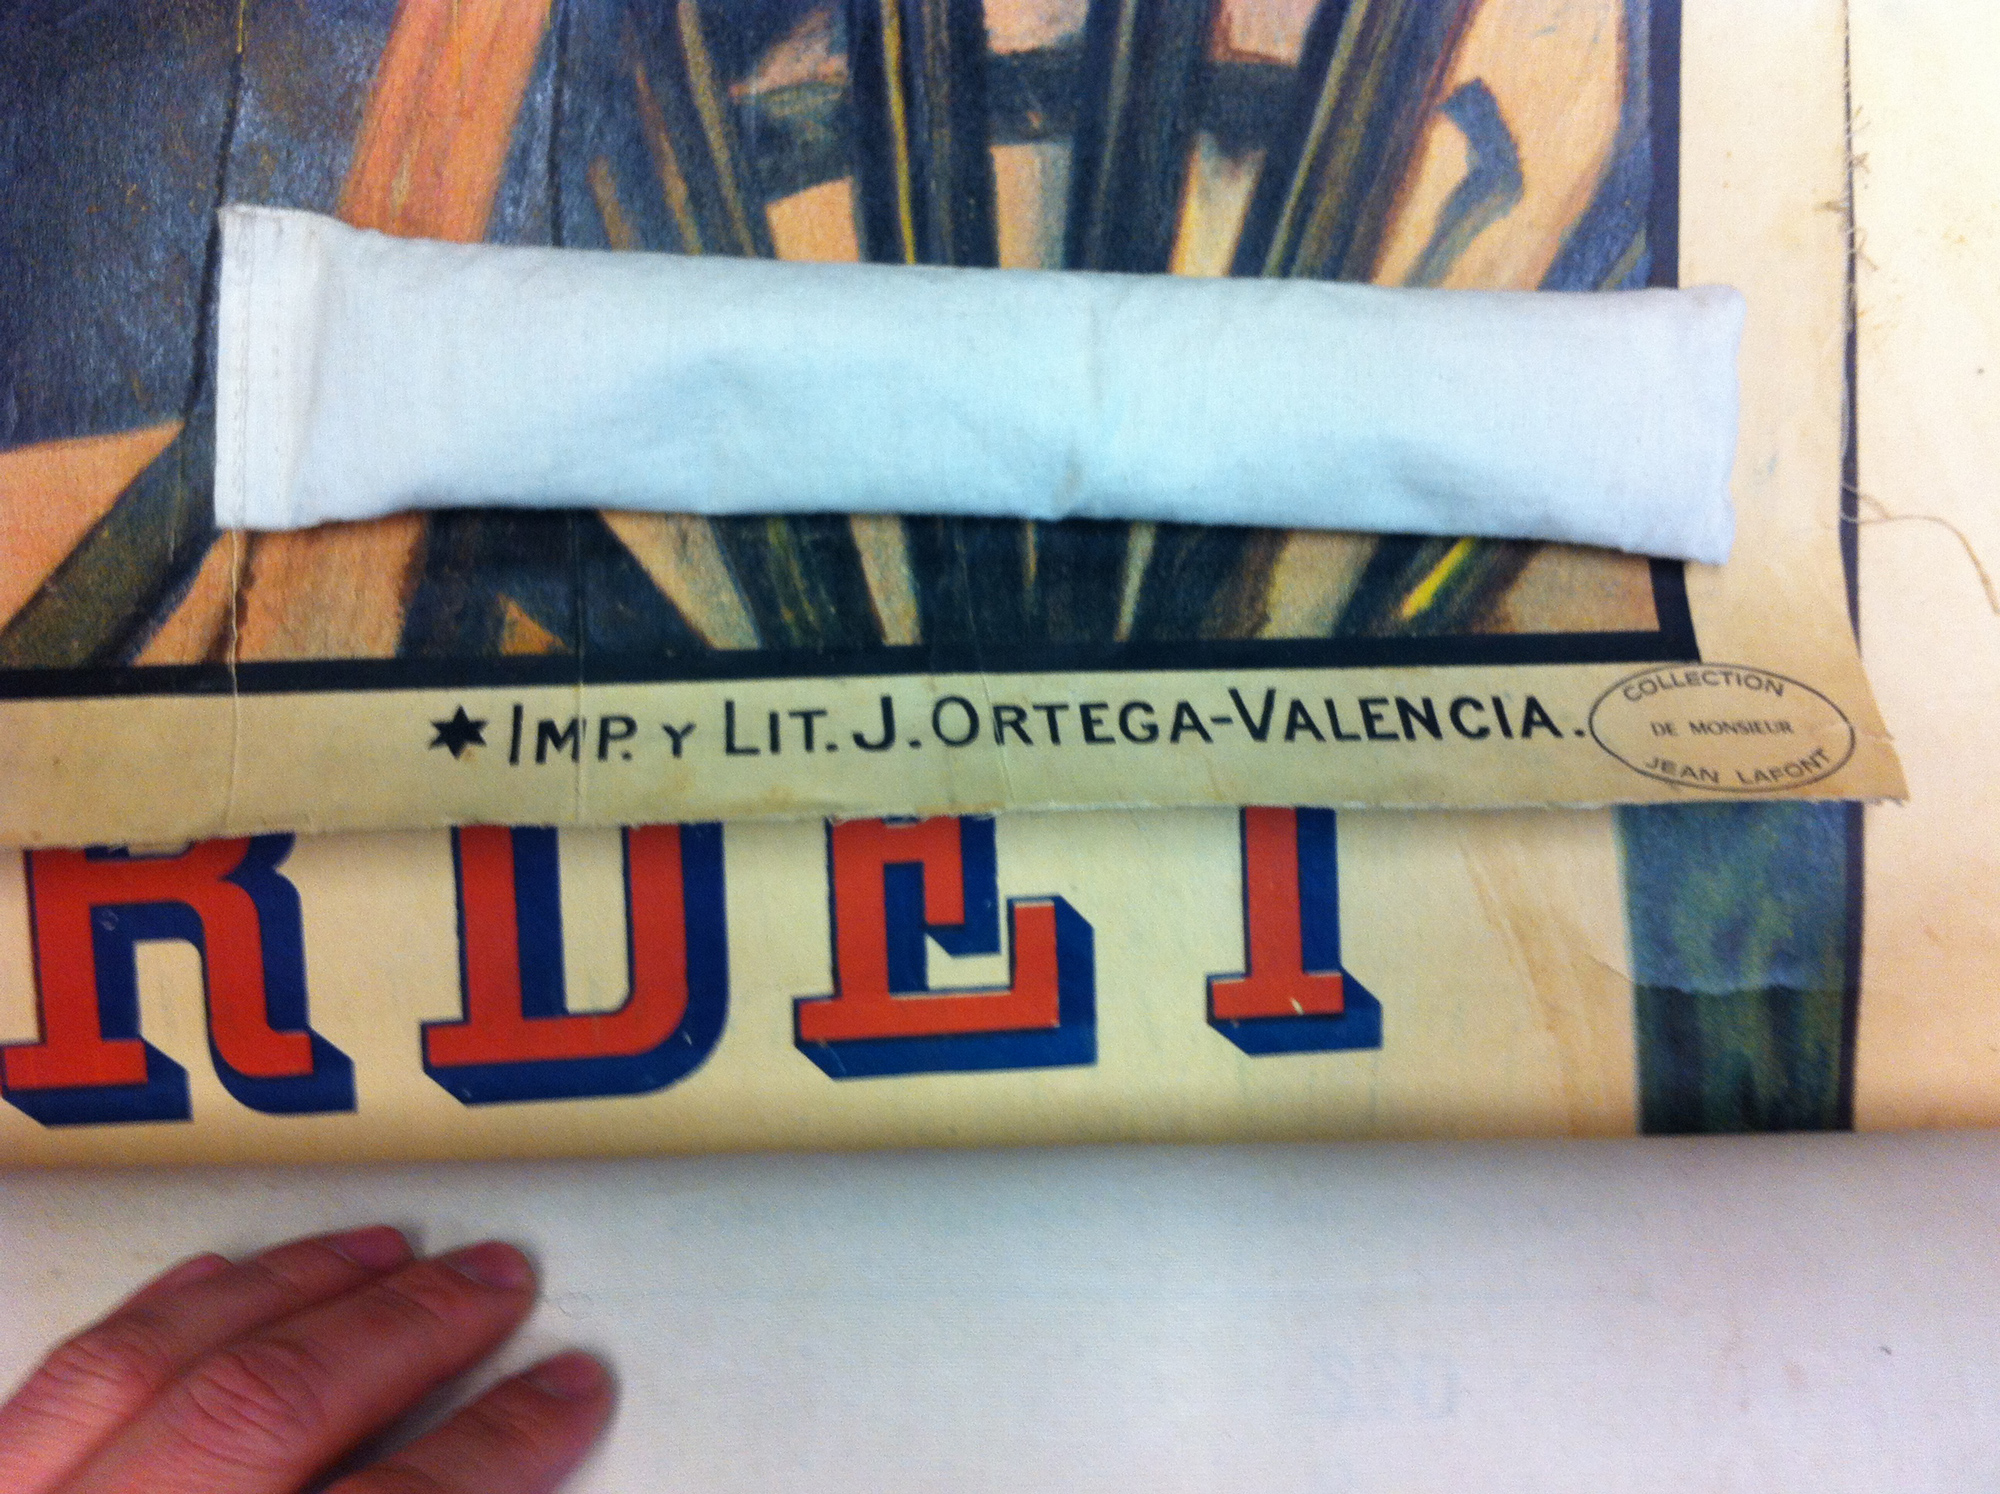 ★ IMP. Y LIT. J. ORTEGA-VALENCIA.
COLLECTION
DE MONSIEUR
JEAN LAFONT
RDET